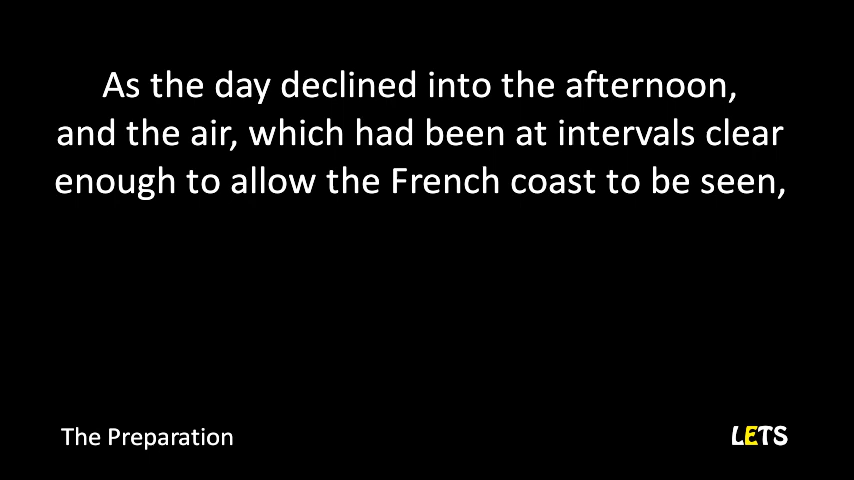 As the day declined into the afternoon,
and the air, which had been at intervals clear
enough to allow the French coast to be seen,
The Preparation
LETS